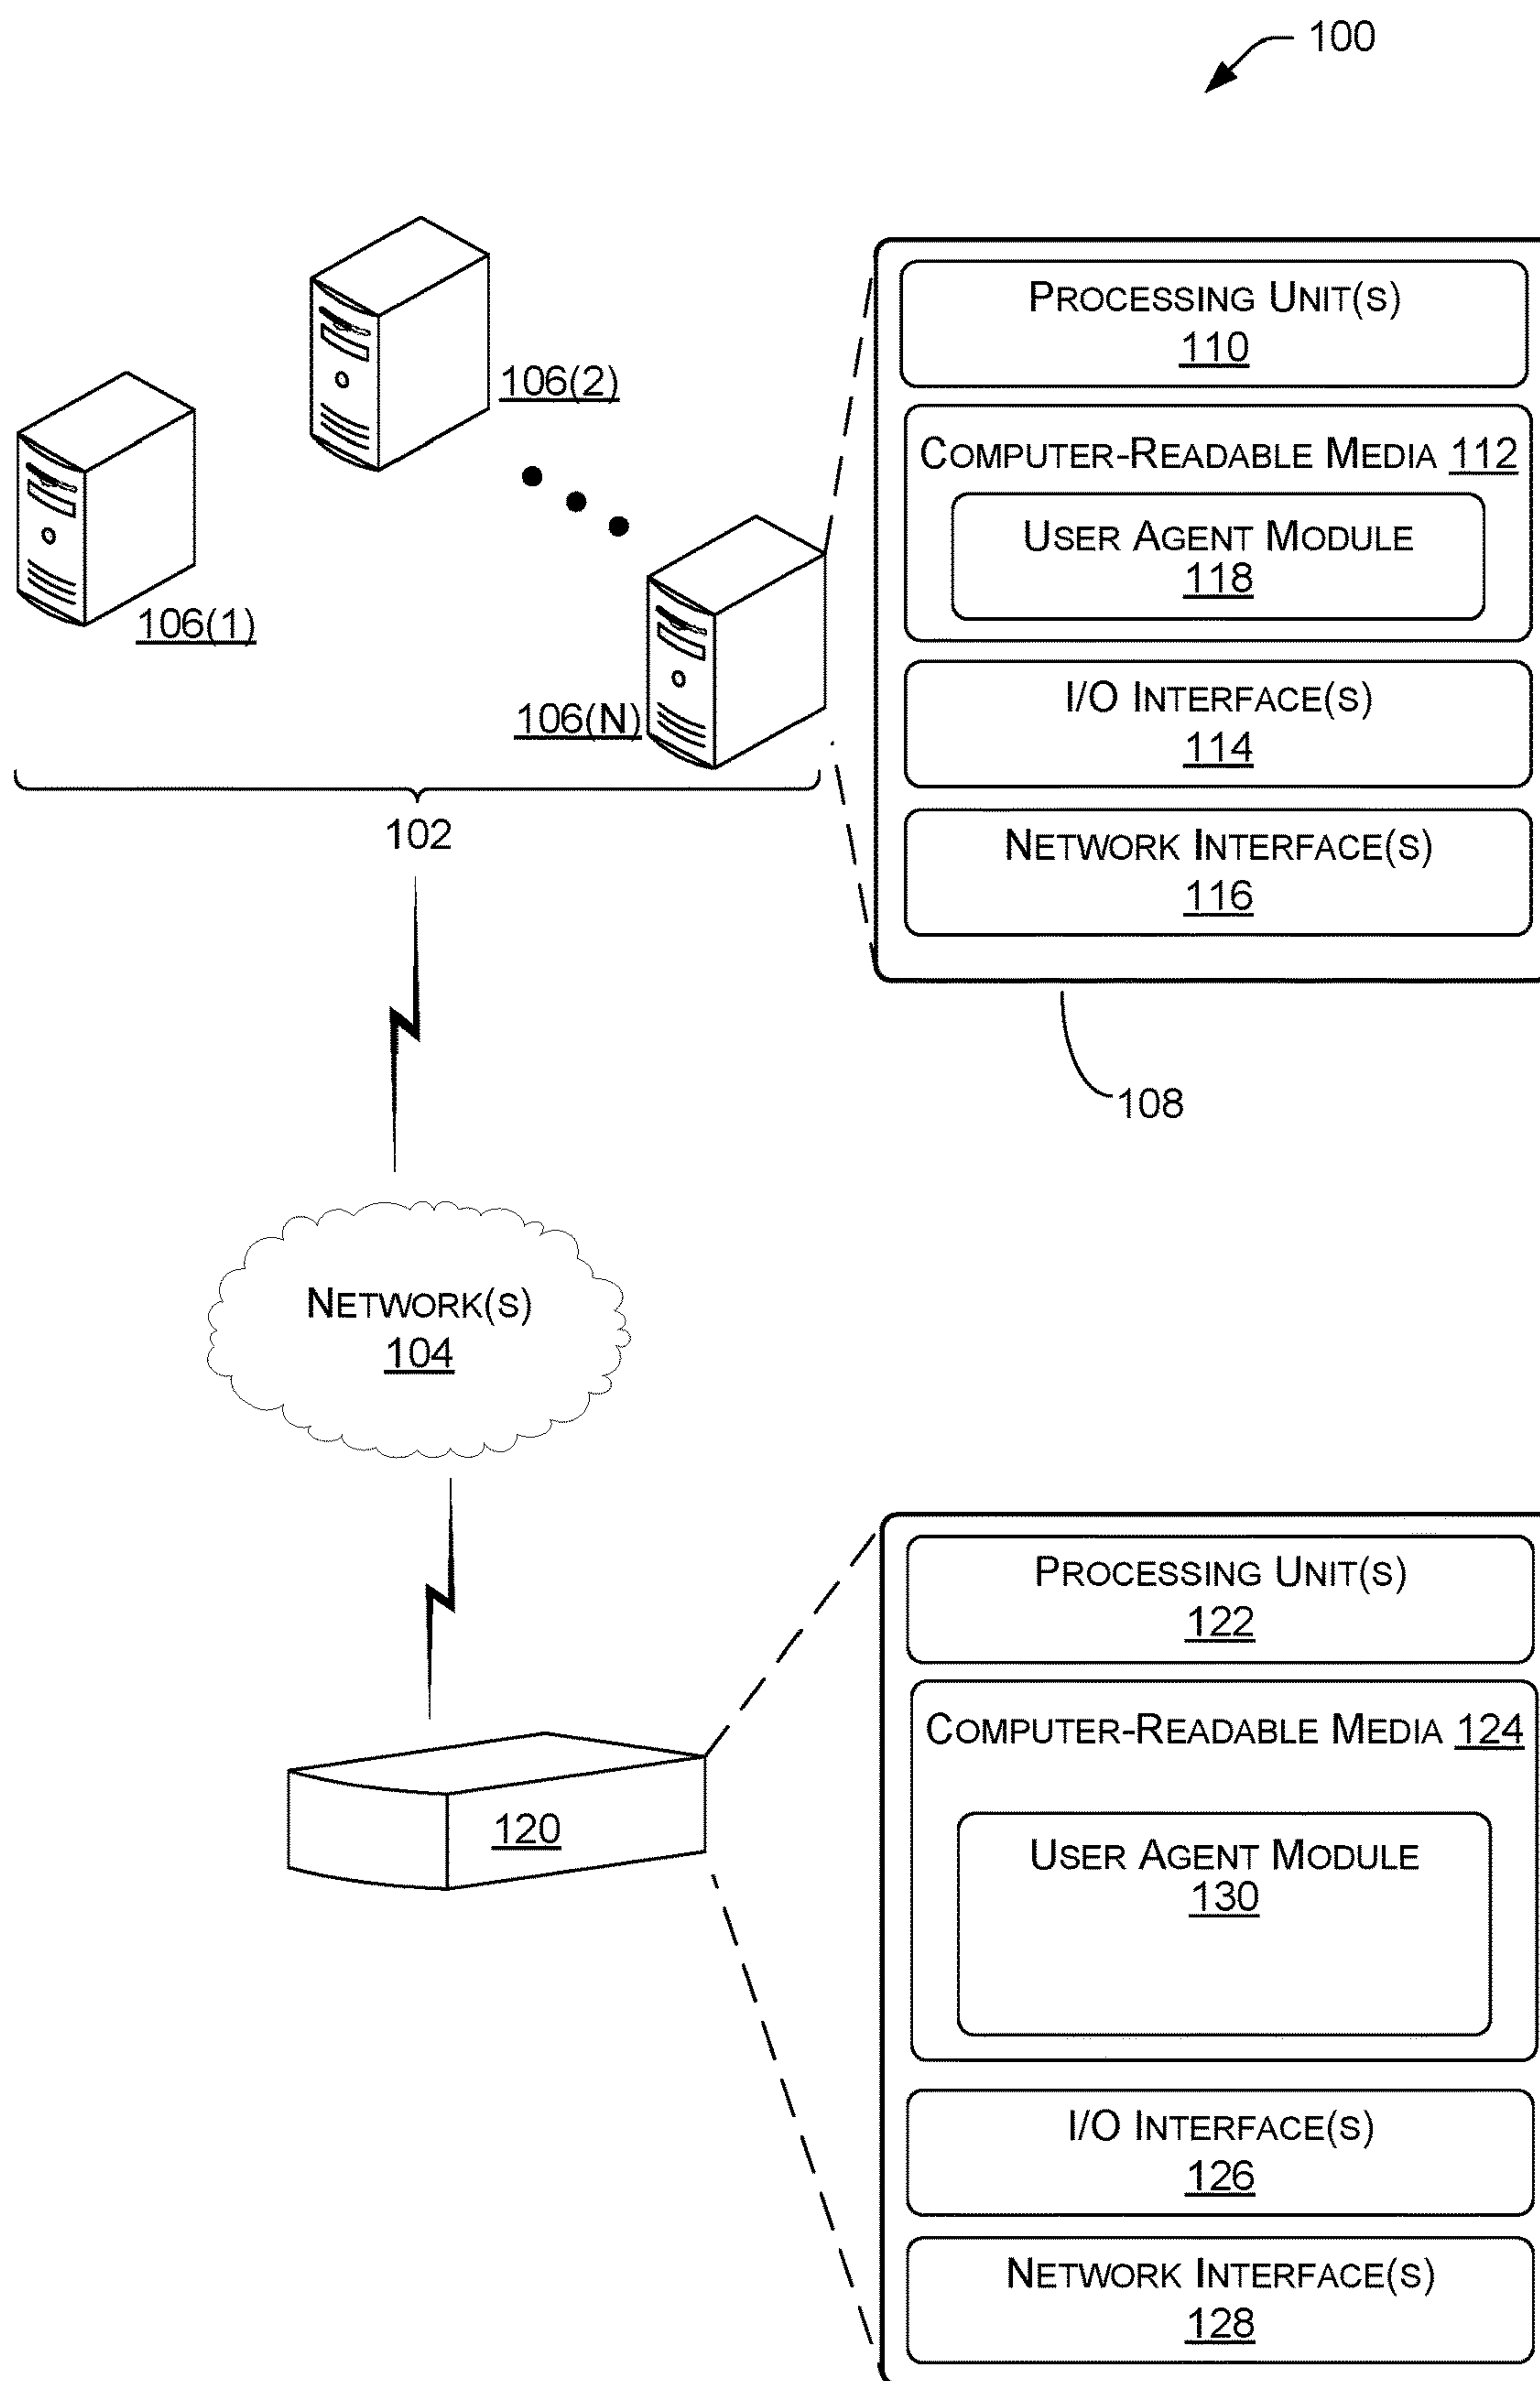 100
PROCESSING UNIT(S)
110
106(2)
COMPUTER-READABLE MEDIA 112
USER AGENT MODULE
118
106(1)
I/O INTERFACE(S)
114
106(N)
102
NETWORK INTERFACE(S)
116
108
NETWORK(S)
104
PROCESSING UNIT(S)
122
COMPUTER-READABLE MEDIA 124
120
USER AGENT MODULE
130
I/O INTERFACE(S)
126
NETWORK INTERFACE(S)
128